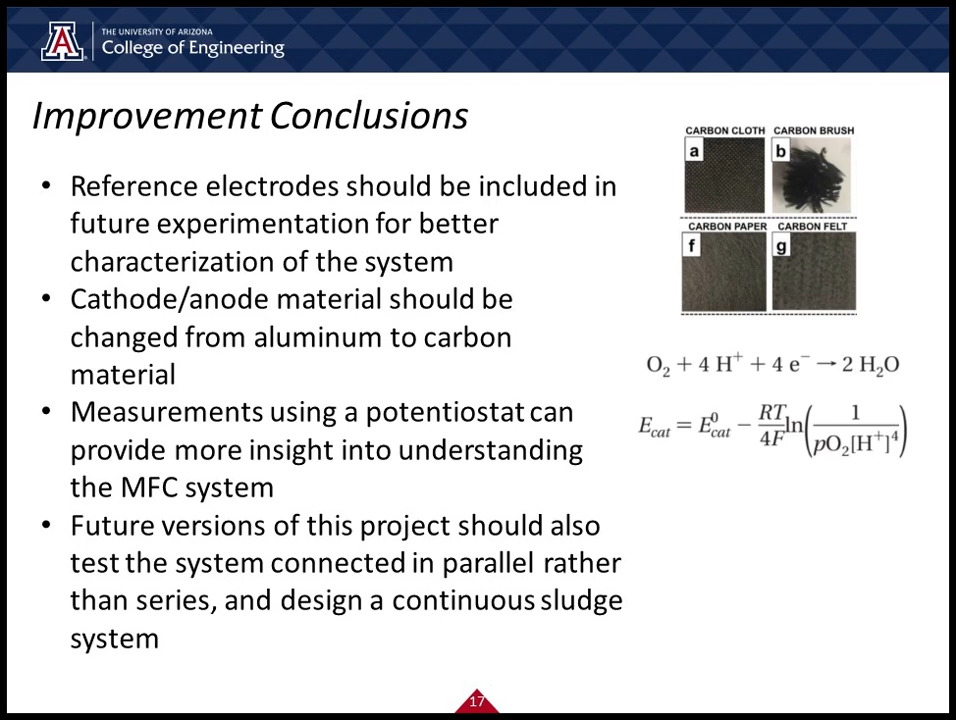 THE UNIVERSITY OF ARIZONA
College of Engineering
Improvement Conclusions
• Reference electrodes should be included in
future experimentation for better
characterization of the system
• Cathode/anode material should be
changed from aluminum to carbon
material
• Measurements using a potentiostat can
provide more insight into understanding
the MFC system
• Future versions of this project should also
test the system connected in parallel rather
than series, and design a continuous sludge
system
CARBON CLOTH CARBON BRUSH
a b
CARBON PAPER CARBON FELT
f g
O₂ + 4 H⁺ + 4 e⁻ → 2 H₂O
E_cat = E⁰_cat − RT/4F ln(1/pO₂[H⁺]⁴)
17